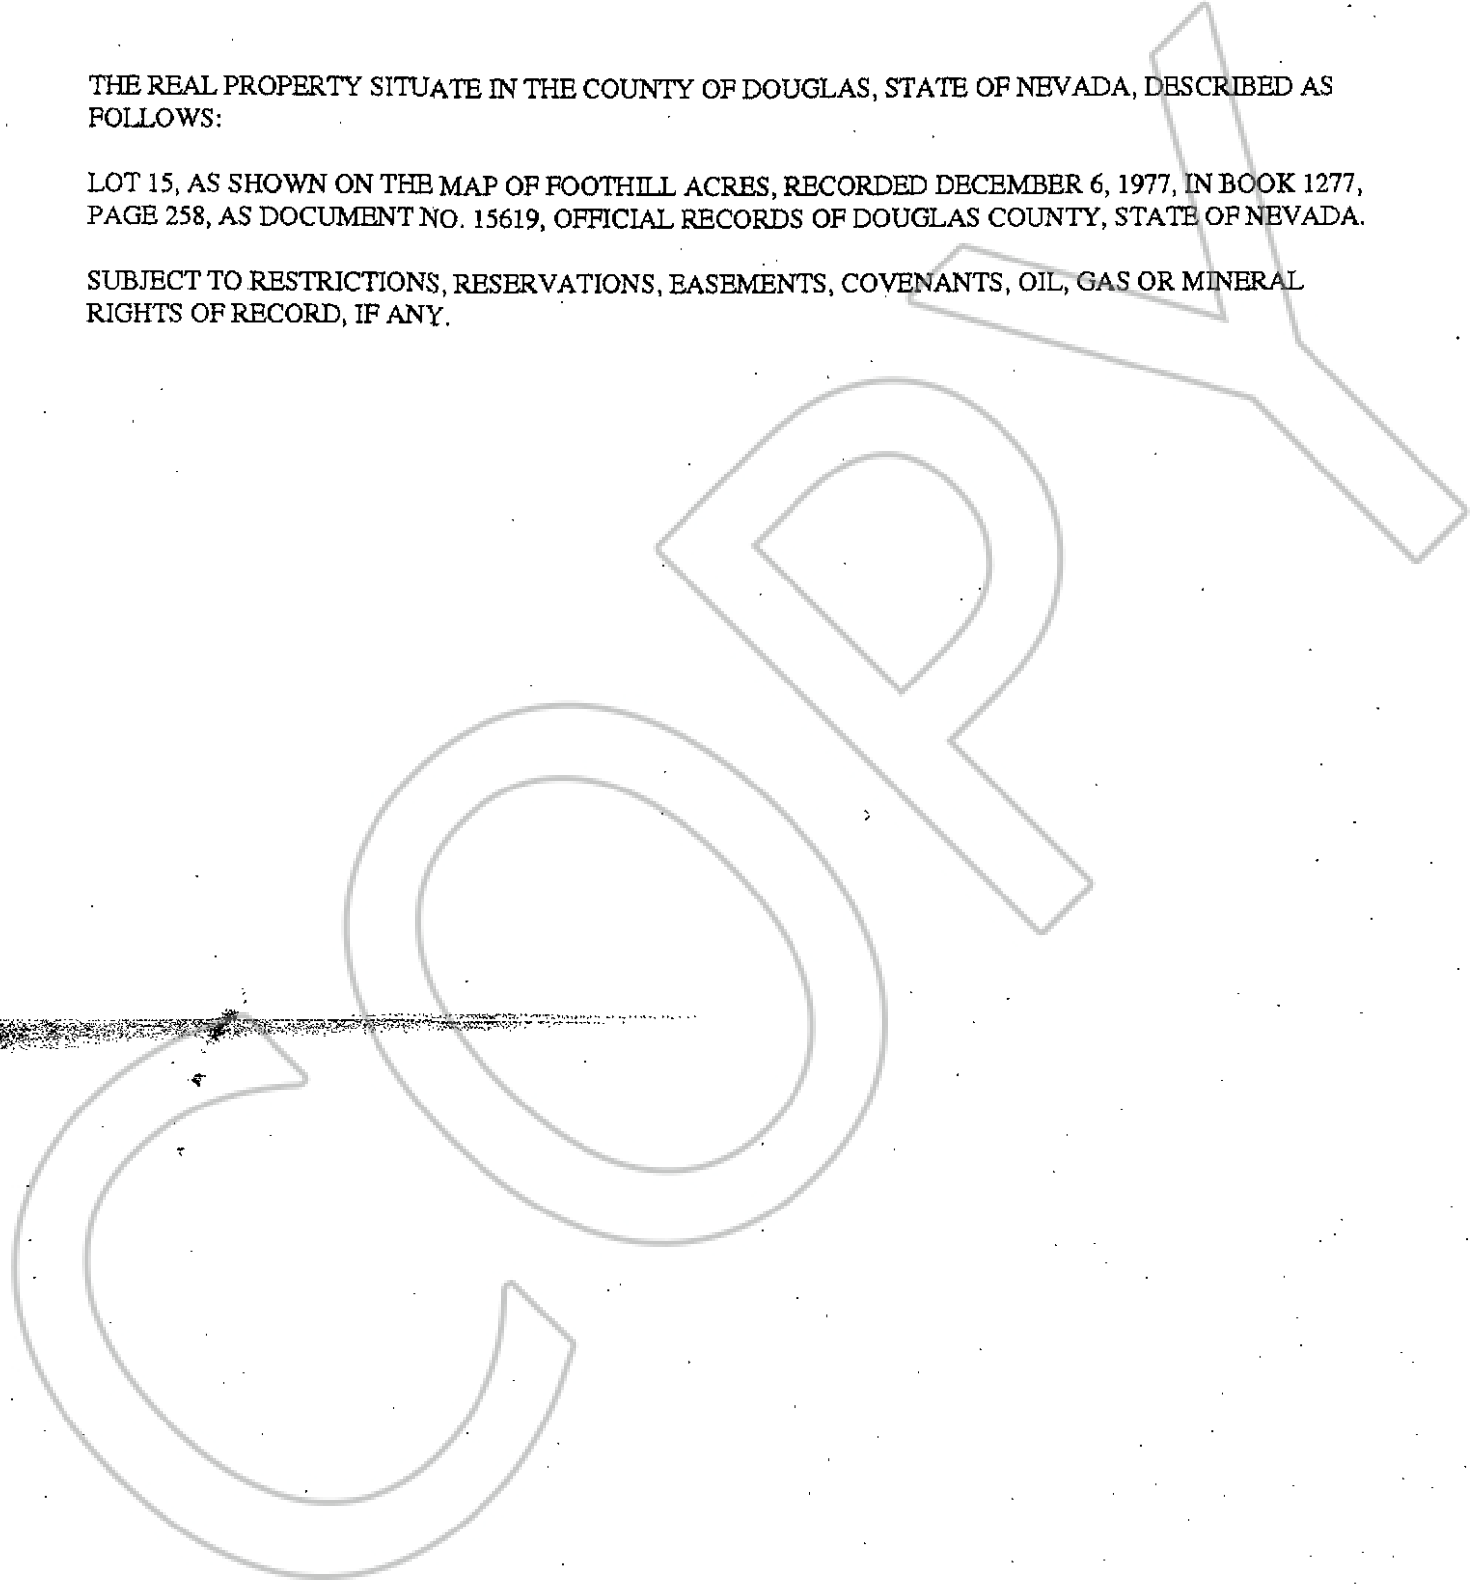 THE REAL PROPERTY SITUATE IN THE COUNTY OF DOUGLAS, STATE OF NEVADA, DESCRIBED AS
FOLLOWS:
LOT 15, AS SHOWN ON THE MAP OF FOOTHILL ACRES, RECORDED DECEMBER 6, 1977, IN BOOK 1277,
PAGE 258, AS DOCUMENT NO. 15619, OFFICIAL RECORDS OF DOUGLAS COUNTY, STATE OF NEVADA.
SUBJECT TO RESTRICTIONS, RESERVATIONS, EASEMENTS, COVENANTS, OIL, GAS OR MINERAL
RIGHTS OF RECORD, IF ANY.
COPY